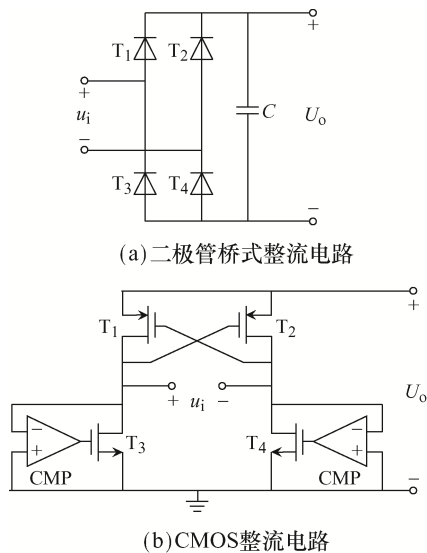 +
T₁ T₂
+
uᵢ C Uₒ
−
T₃ T₄
−
(a)二极管桥式整流电路
T₁ T₂
+
+ uᵢ − Uₒ
− −
+ T₃ T₄ +
CMP CMP −
(b)CMOS整流电路